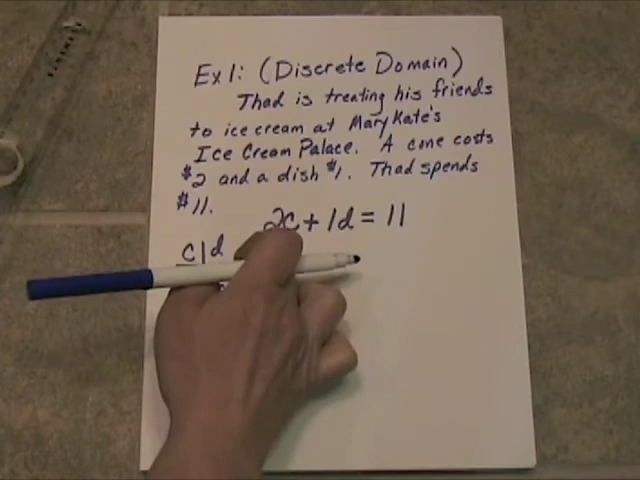 Ex 1: (Discrete Domain)
Thad is treating his friends
to ice cream at Mary Kate's
Ice Cream Palace. A cone costs
$2 and a dish $1. Thad spends
$11.
2c + 1d = 11
c | d